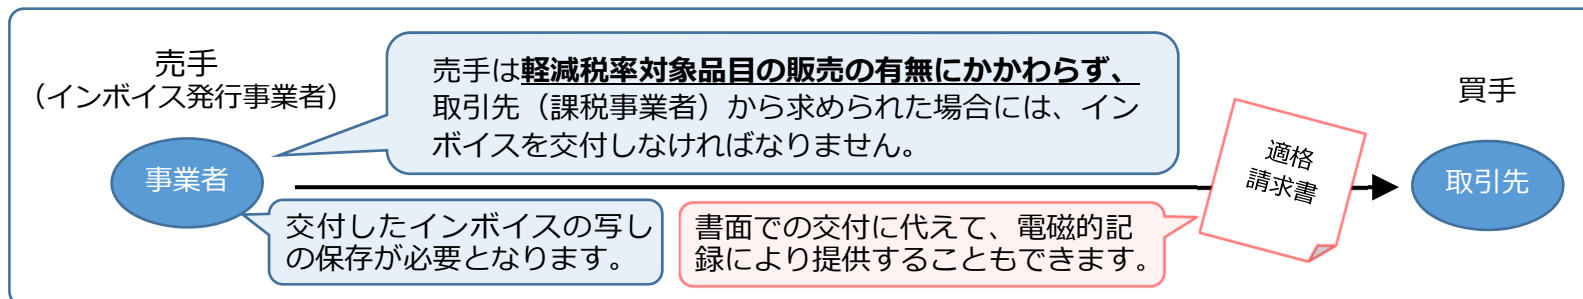 売手
（インボイス発行事業者）
事業者
売手は軽減税率対象品目の販売の有無にかかわらず、
取引先（課税事業者）から求められた場合には、イン
ボイスを交付しなければなりません。
交付したインボイスの写し
の保存が必要となります。
書面での交付に代えて、電磁的記
録により提供することもできます。
適格
請求書
買手
取引先